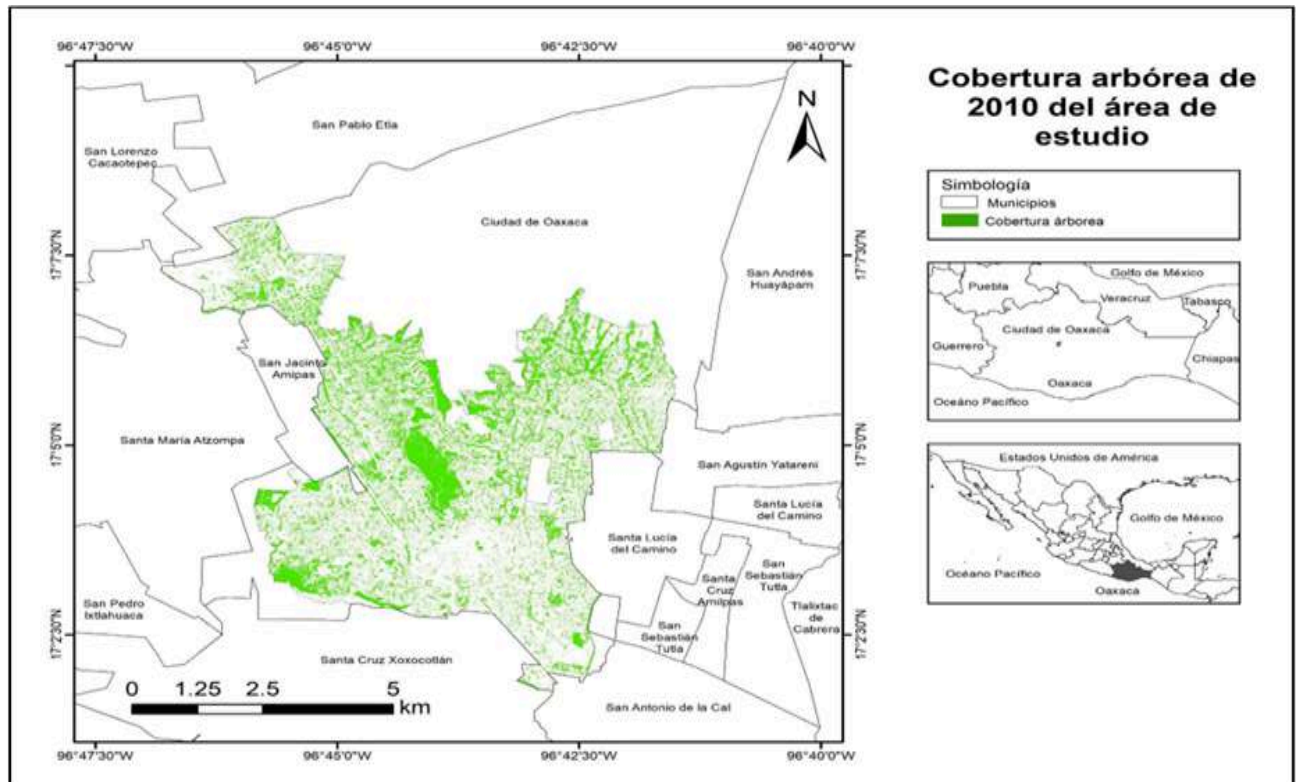 96°47'30"W
96°45'0"W
96°42'30"W
96°40'0"W
Cobertura arbórea de
2010 del área de
estudio
N
San Pablo Etla
San Lorenzo
Cacaotepec
Simbología
Municipios
Cobertura árborea
Ciudad de Oaxaca
17°7'30"N
17°7'30"N
San Andrés
Huayápam
Golfo de México
Puebla
Veracruz
Tabasco
Ciudad de Oaxaca
Guerrero
Chiapas
Oaxaca
Océano Pacífico
San Jacinto
Amipas
Santa María Atzompa
17°5'0"N
17°5'0"N
San Agustín Yatareni
Santa Lucía
del Camino
Santa Lucía
del Camino
San
Sebastián
Tutla
Santa
Cruz
Amilpas
Tlalixtac
de
Cabrera
San
Sebastián
Tutla
Estados Unidos de América
Golfo de México
Océano Pacífico
Oaxaca
San Pedro
Ixtlahuaca
17°2'30"N
17°2'30"N
Santa Cruz Xoxocotlán
0 1.25 2.5 5
km
San Antonio de la Cal
96°47'30"W
96°45'0"W
96°42'30"W
96°40'0"W